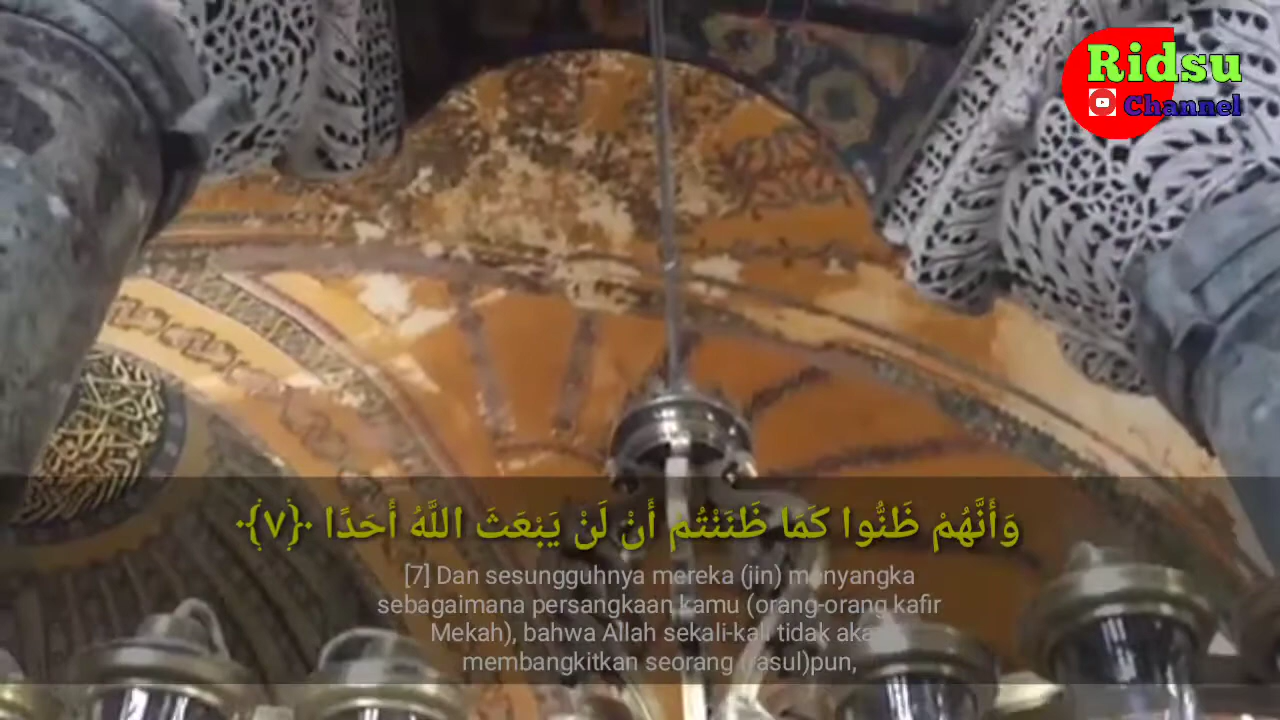 Ridsu
Channel
وَأَنَّهُمْ ظَنُّوا كَمَا ظَنَنْتُم أَنْ لَنْ يَبْعَثَ اللَّهُ أَحَدًا ﴿٧﴾
[7] Dan sesungguhnya mereka (jin) menyangka
sebagaimana persangkaan kamu (orang-orang kafir
Mekah), bahwa Allah sekali-kali tidak akan
membangkitkan seorang (rasul)pun,